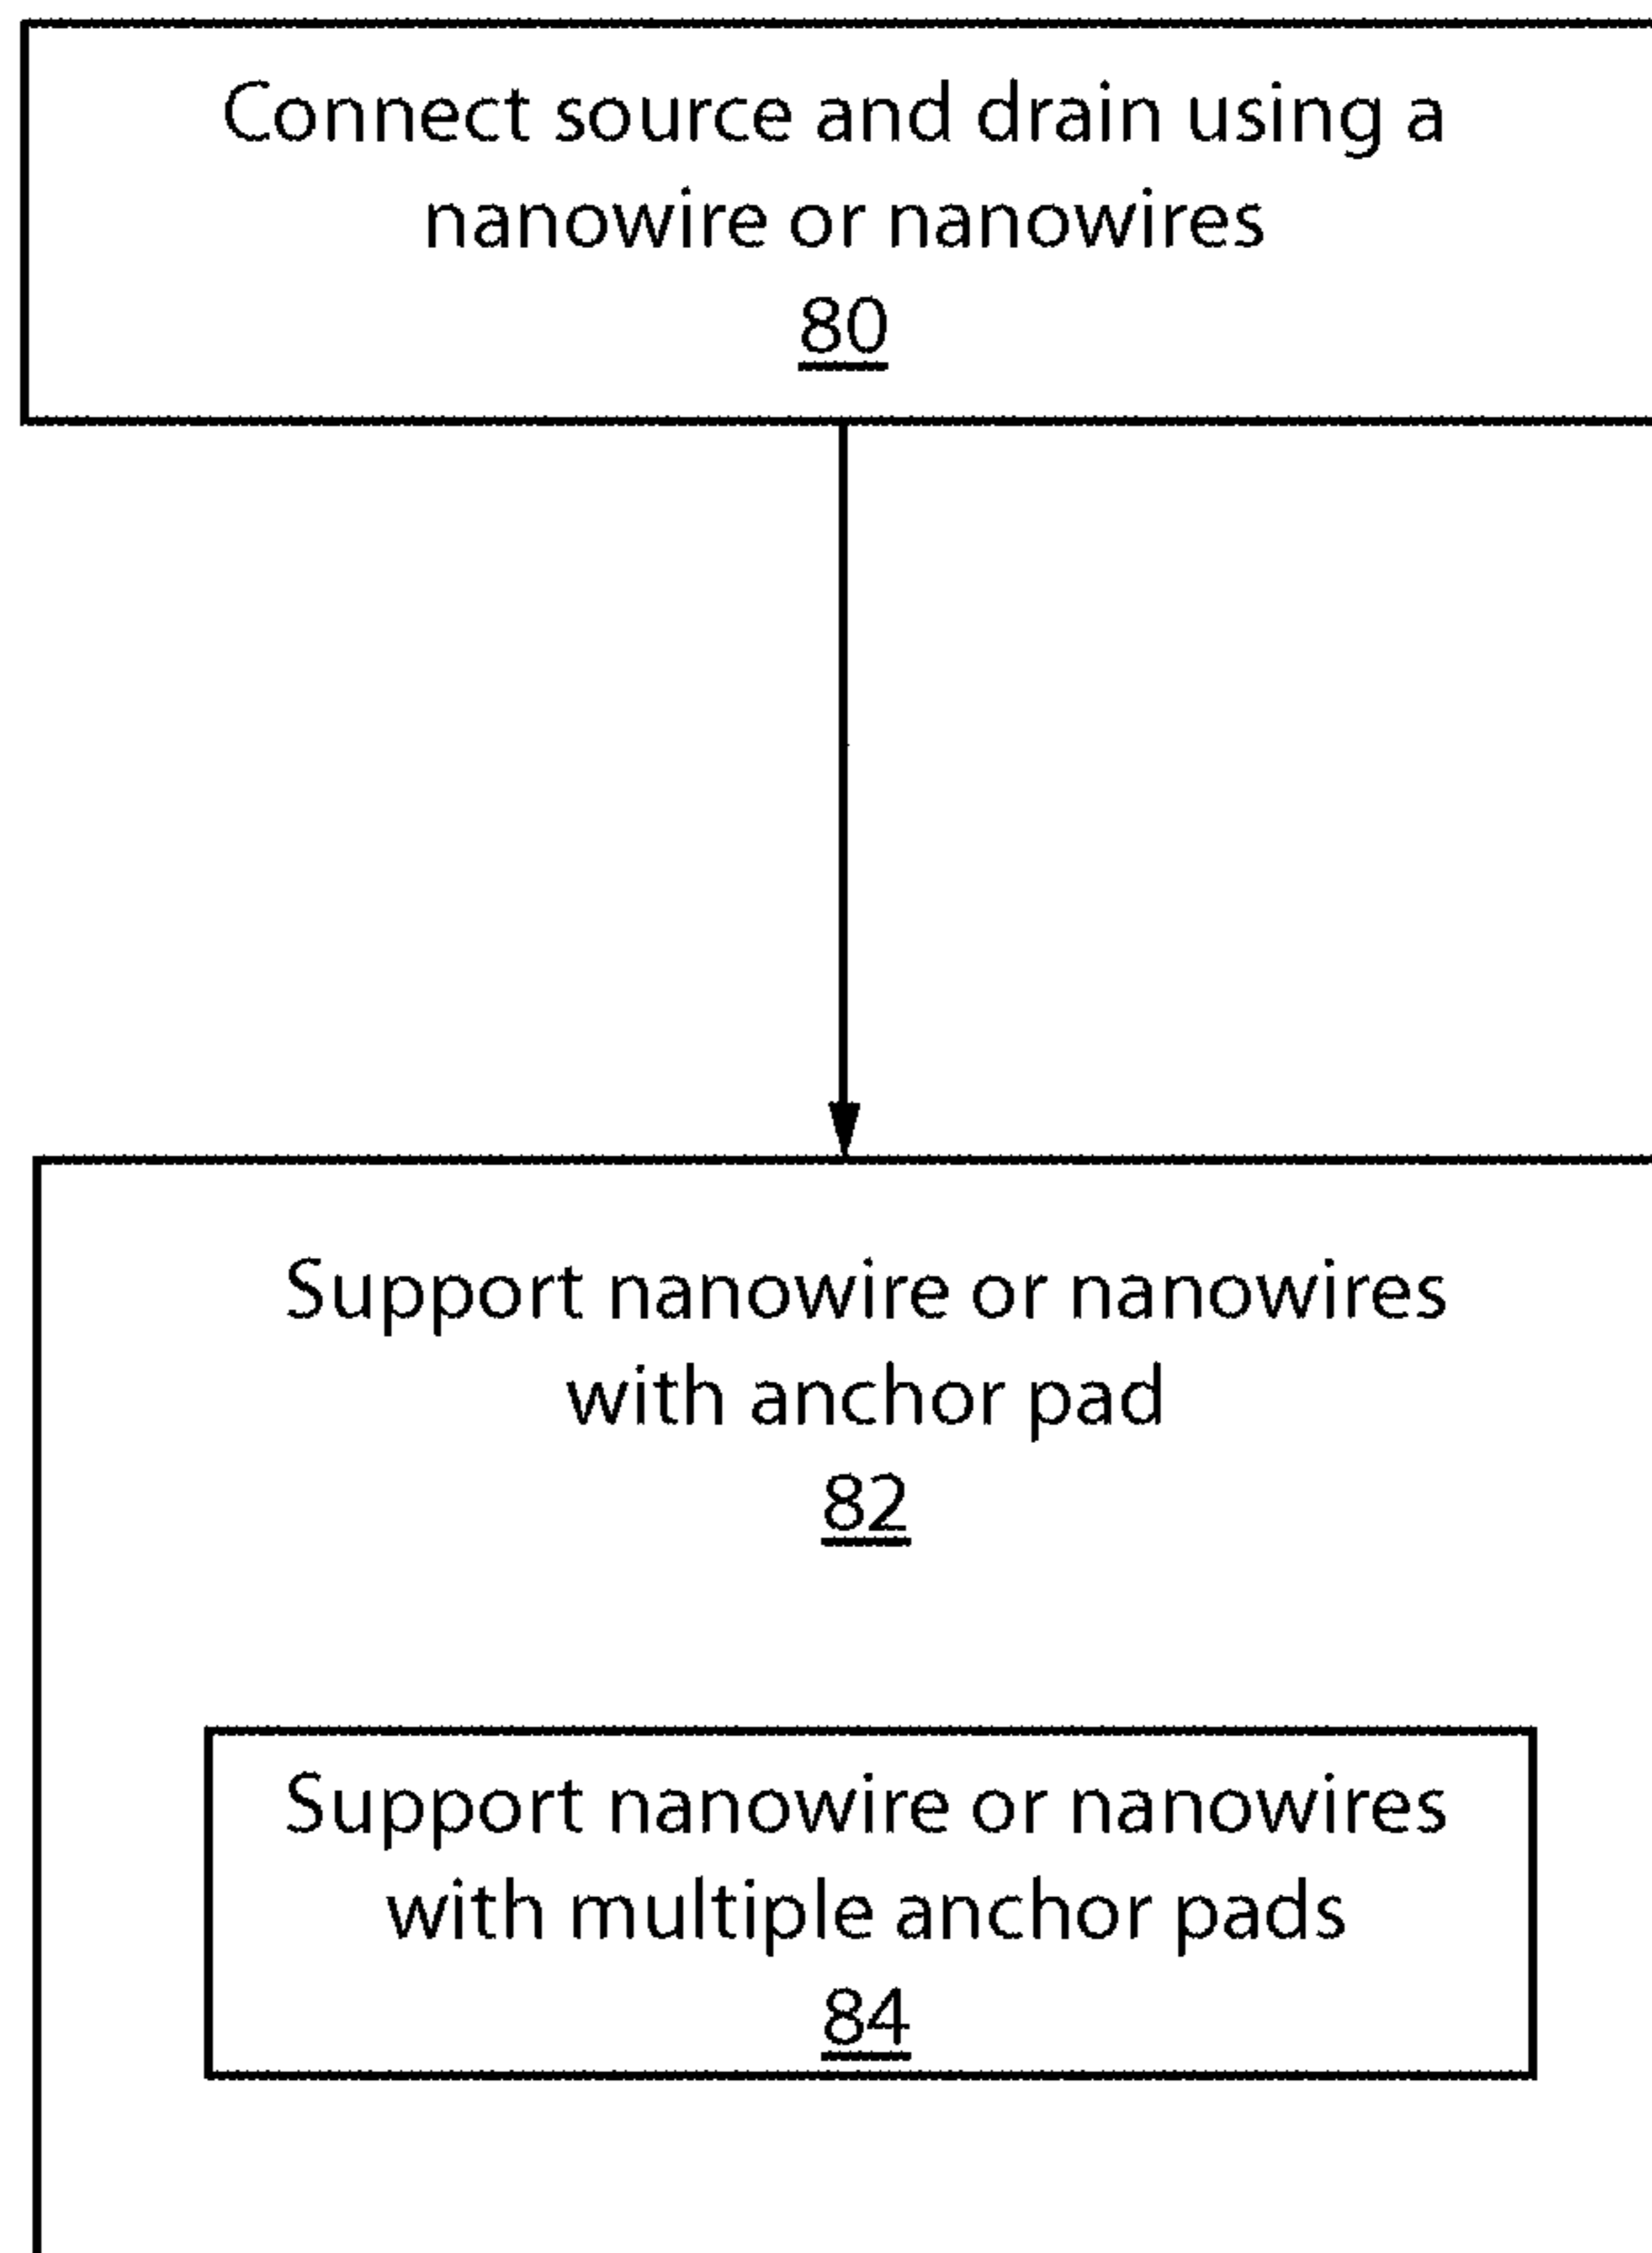 Connect source and drain using a
nanowire or nanowires
80
Support nanowire or nanowires
with anchor pad
82
Support nanowire or nanowires
with multiple anchor pads
84